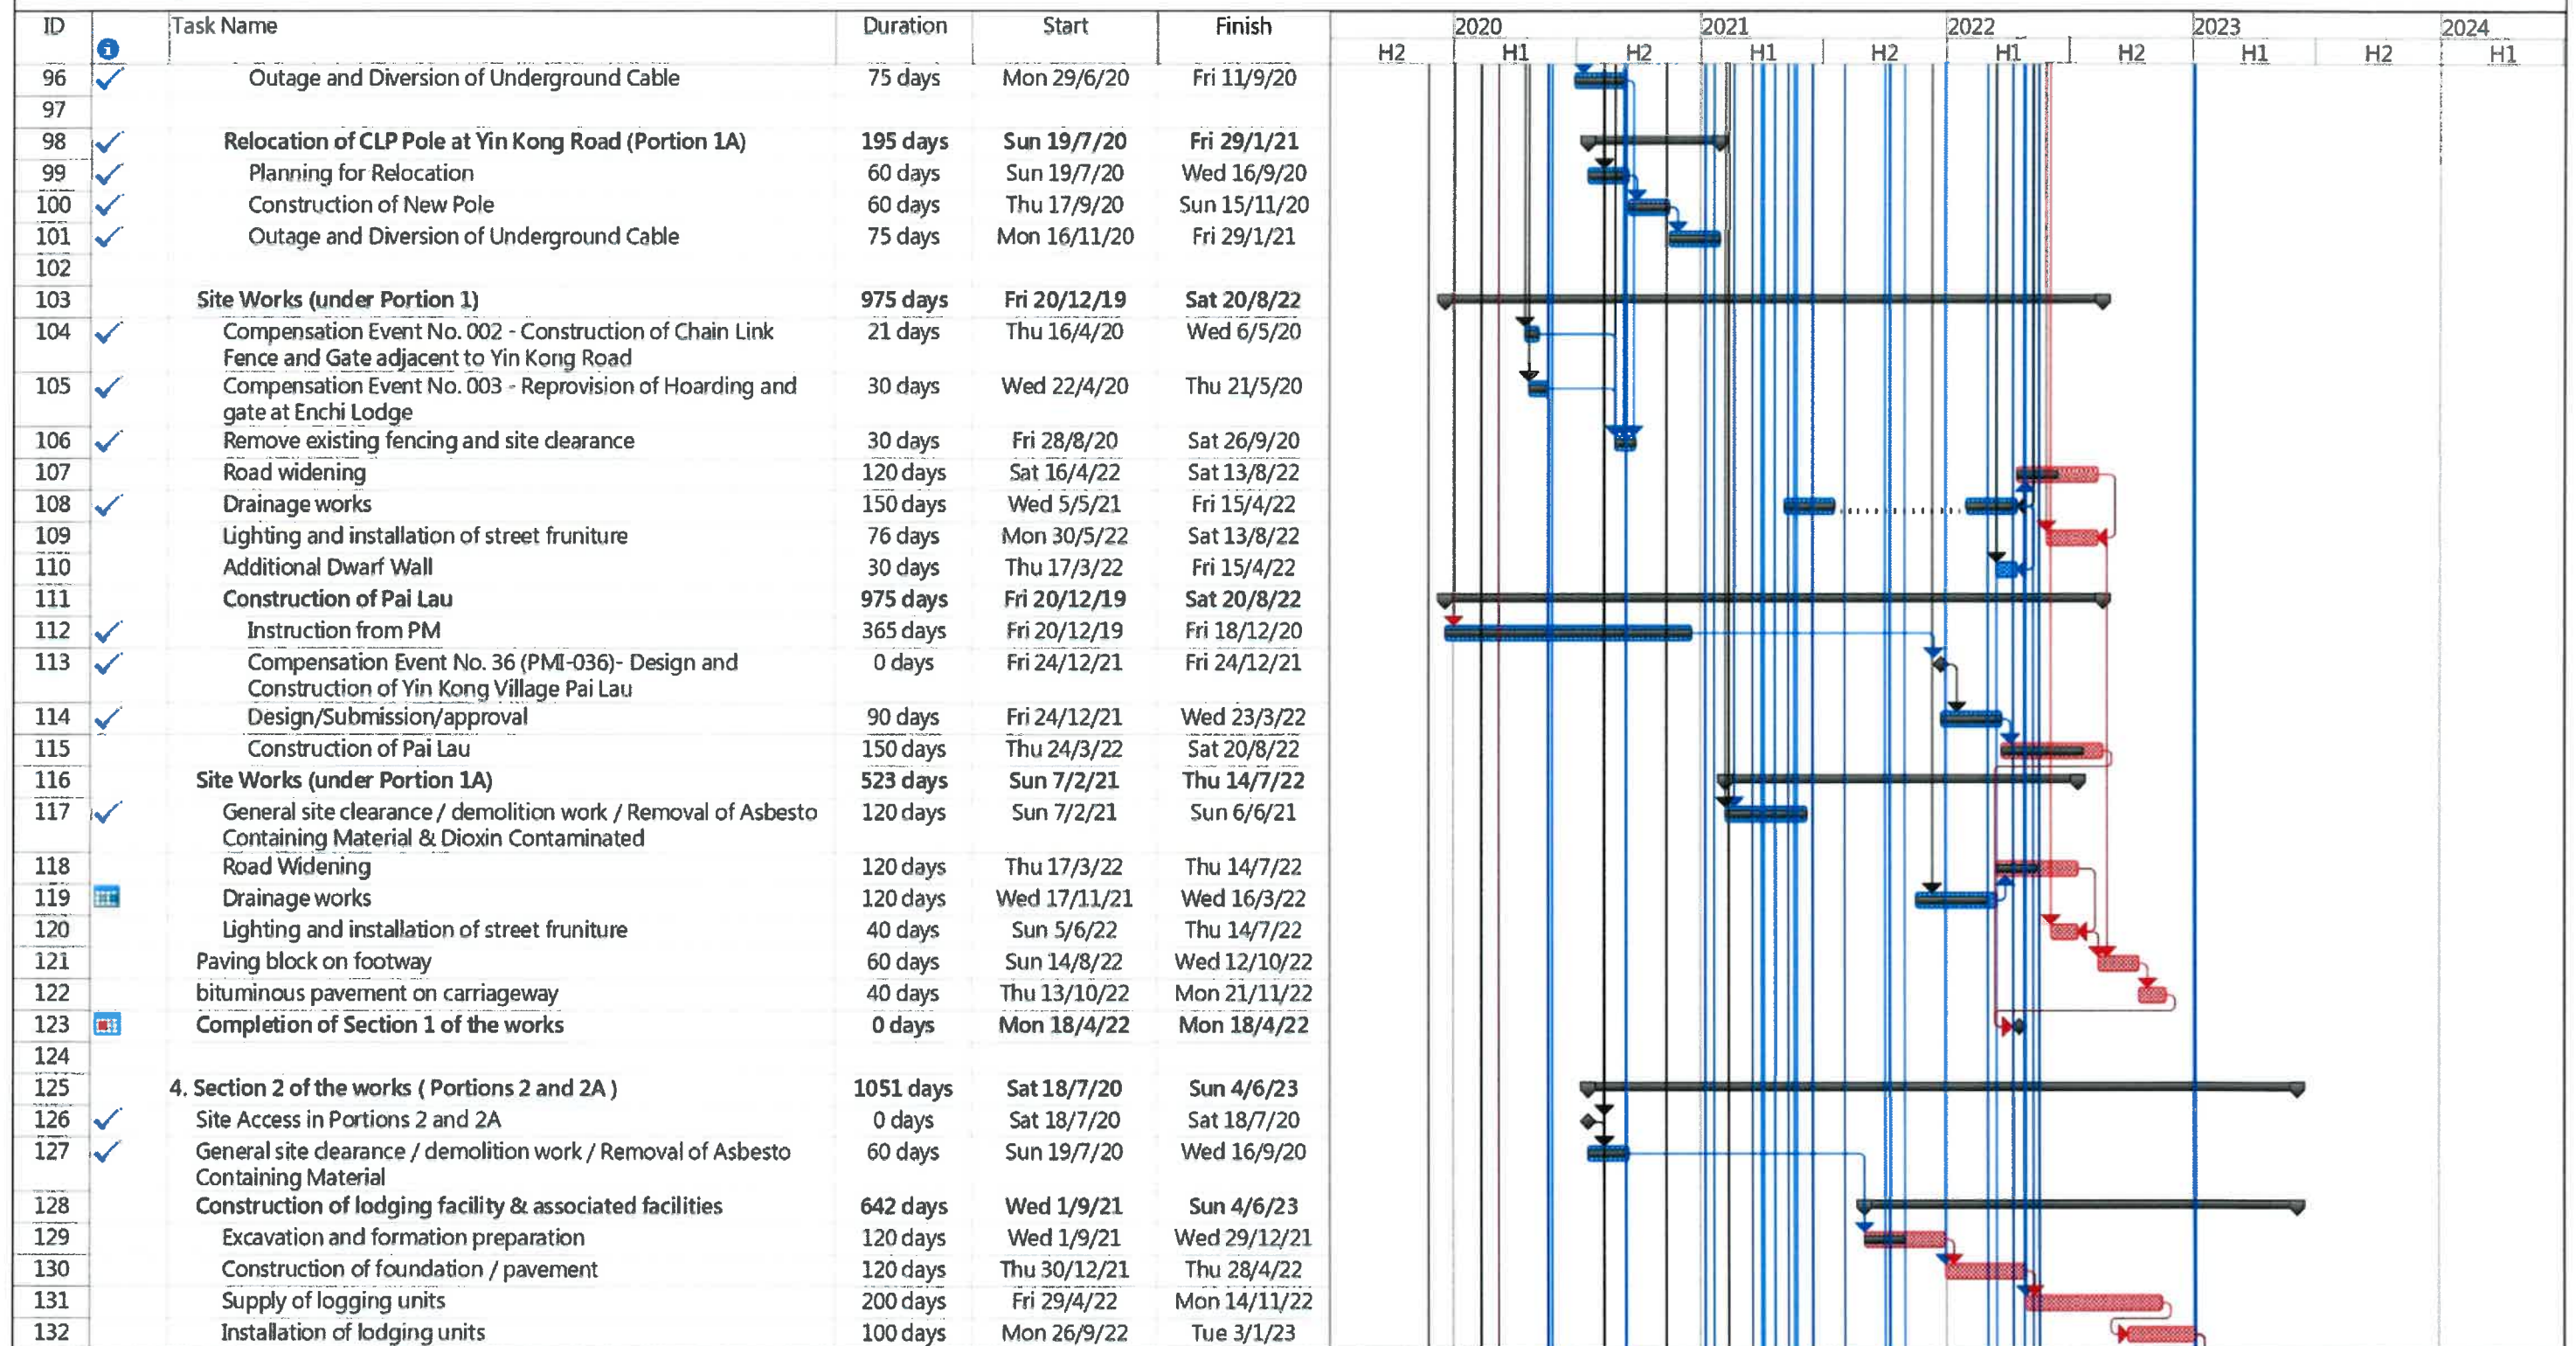 ID Task Name Duration Start Finish 2020 2021 2022 2023 2024
H2 H1 H2 H1 H2 H1 H2 H1 H2 H1
96 Outage and Diversion of Underground Cable 75 days Mon 29/6/20 Fri 11/9/20
97
98 Relocation of CLP Pole at Yin Kong Road (Portion 1A) 195 days Sun 19/7/20 Fri 29/1/21
99 Planning for Relocation 60 days Sun 19/7/20 Wed 16/9/20
100 Construction of New Pole 60 days Thu 17/9/20 Sun 15/11/20
101 Outage and Diversion of Underground Cable 75 days Mon 16/11/20 Fri 29/1/21
102
103 Site Works (under Portion 1) 975 days Fri 20/12/19 Sat 20/8/22
104 Compensation Event No. 002 - Construction of Chain Link 21 days Thu 16/4/20 Wed 6/5/20
Fence and Gate adjacent to Yin Kong Road
105 Compensation Event No. 003 - Reprovision of Hoarding and 30 days Wed 22/4/20 Thu 21/5/20
gate at Enchi Lodge
106 Remove existing fencing and site clearance 30 days Fri 28/8/20 Sat 26/9/20
107 Road widening 120 days Sat 16/4/22 Sat 13/8/22
108 Drainage works 150 days Wed 5/5/21 Fri 15/4/22
109 Lighting and installation of street fruniture 76 days Mon 30/5/22 Sat 13/8/22
110 Additional Dwarf Wall 30 days Thu 17/3/22 Fri 15/4/22
111 Construction of Pai Lau 975 days Fri 20/12/19 Sat 20/8/22
112 Instruction from PM 365 days Fri 20/12/19 Fri 18/12/20
113 Compensation Event No. 36 (PMI-036)- Design and 0 days Fri 24/12/21 Fri 24/12/21
Construction of Yin Kong Village Pai Lau
114 Design/Submission/approval 90 days Fri 24/12/21 Wed 23/3/22
115 Construction of Pai Lau 150 days Thu 24/3/22 Sat 20/8/22
116 Site Works (under Portion 1A) 523 days Sun 7/2/21 Thu 14/7/22
117 General site clearance / demolition work / Removal of Asbesto 120 days Sun 7/2/21 Sun 6/6/21
Containing Material & Dioxin Contaminated
118 Road Widening 120 days Thu 17/3/22 Thu 14/7/22
119 Drainage works 120 days Wed 17/11/21 Wed 16/3/22
120 Lighting and installation of street fruniture 40 days Sun 5/6/22 Thu 14/7/22
121 Paving block on footway 60 days Sun 14/8/22 Wed 12/10/22
122 bituminous pavement on carriageway 40 days Thu 13/10/22 Mon 21/11/22
123 Completion of Section 1 of the works 0 days Mon 18/4/22 Mon 18/4/22
124
125 4. Section 2 of the works ( Portions 2 and 2A ) 1051 days Sat 18/7/20 Sun 4/6/23
126 Site Access in Portions 2 and 2A 0 days Sat 18/7/20 Sat 18/7/20
127 General site clearance / demolition work / Removal of Asbesto 60 days Sun 19/7/20 Wed 16/9/20
Containing Material
128 Construction of lodging facility & associated facilities 642 days Wed 1/9/21 Sun 4/6/23
129 Excavation and formation preparation 120 days Wed 1/9/21 Wed 29/12/21
130 Construction of foundation / pavement 120 days Thu 30/12/21 Thu 28/4/22
131 Supply of logging units 200 days Fri 29/4/22 Mon 14/11/22
132 Installation of lodging units 100 days Mon 26/9/22 Tue 3/1/23